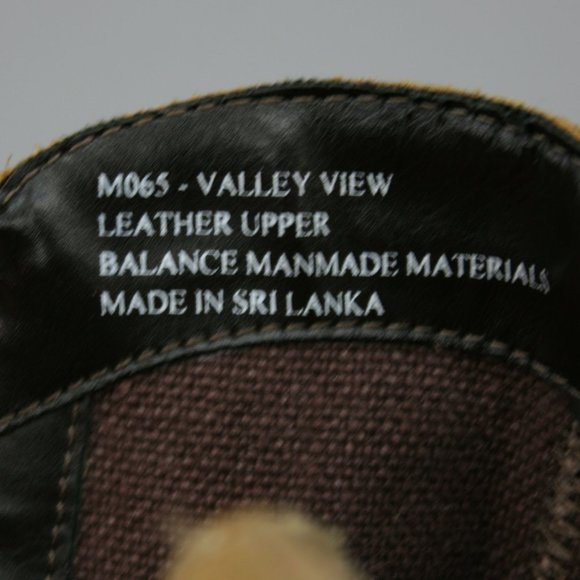 M065 - VALLEY VIEW
LEATHER UPPER
BALANCE MANMADE MATERIALS
MADE IN SRI LANKA